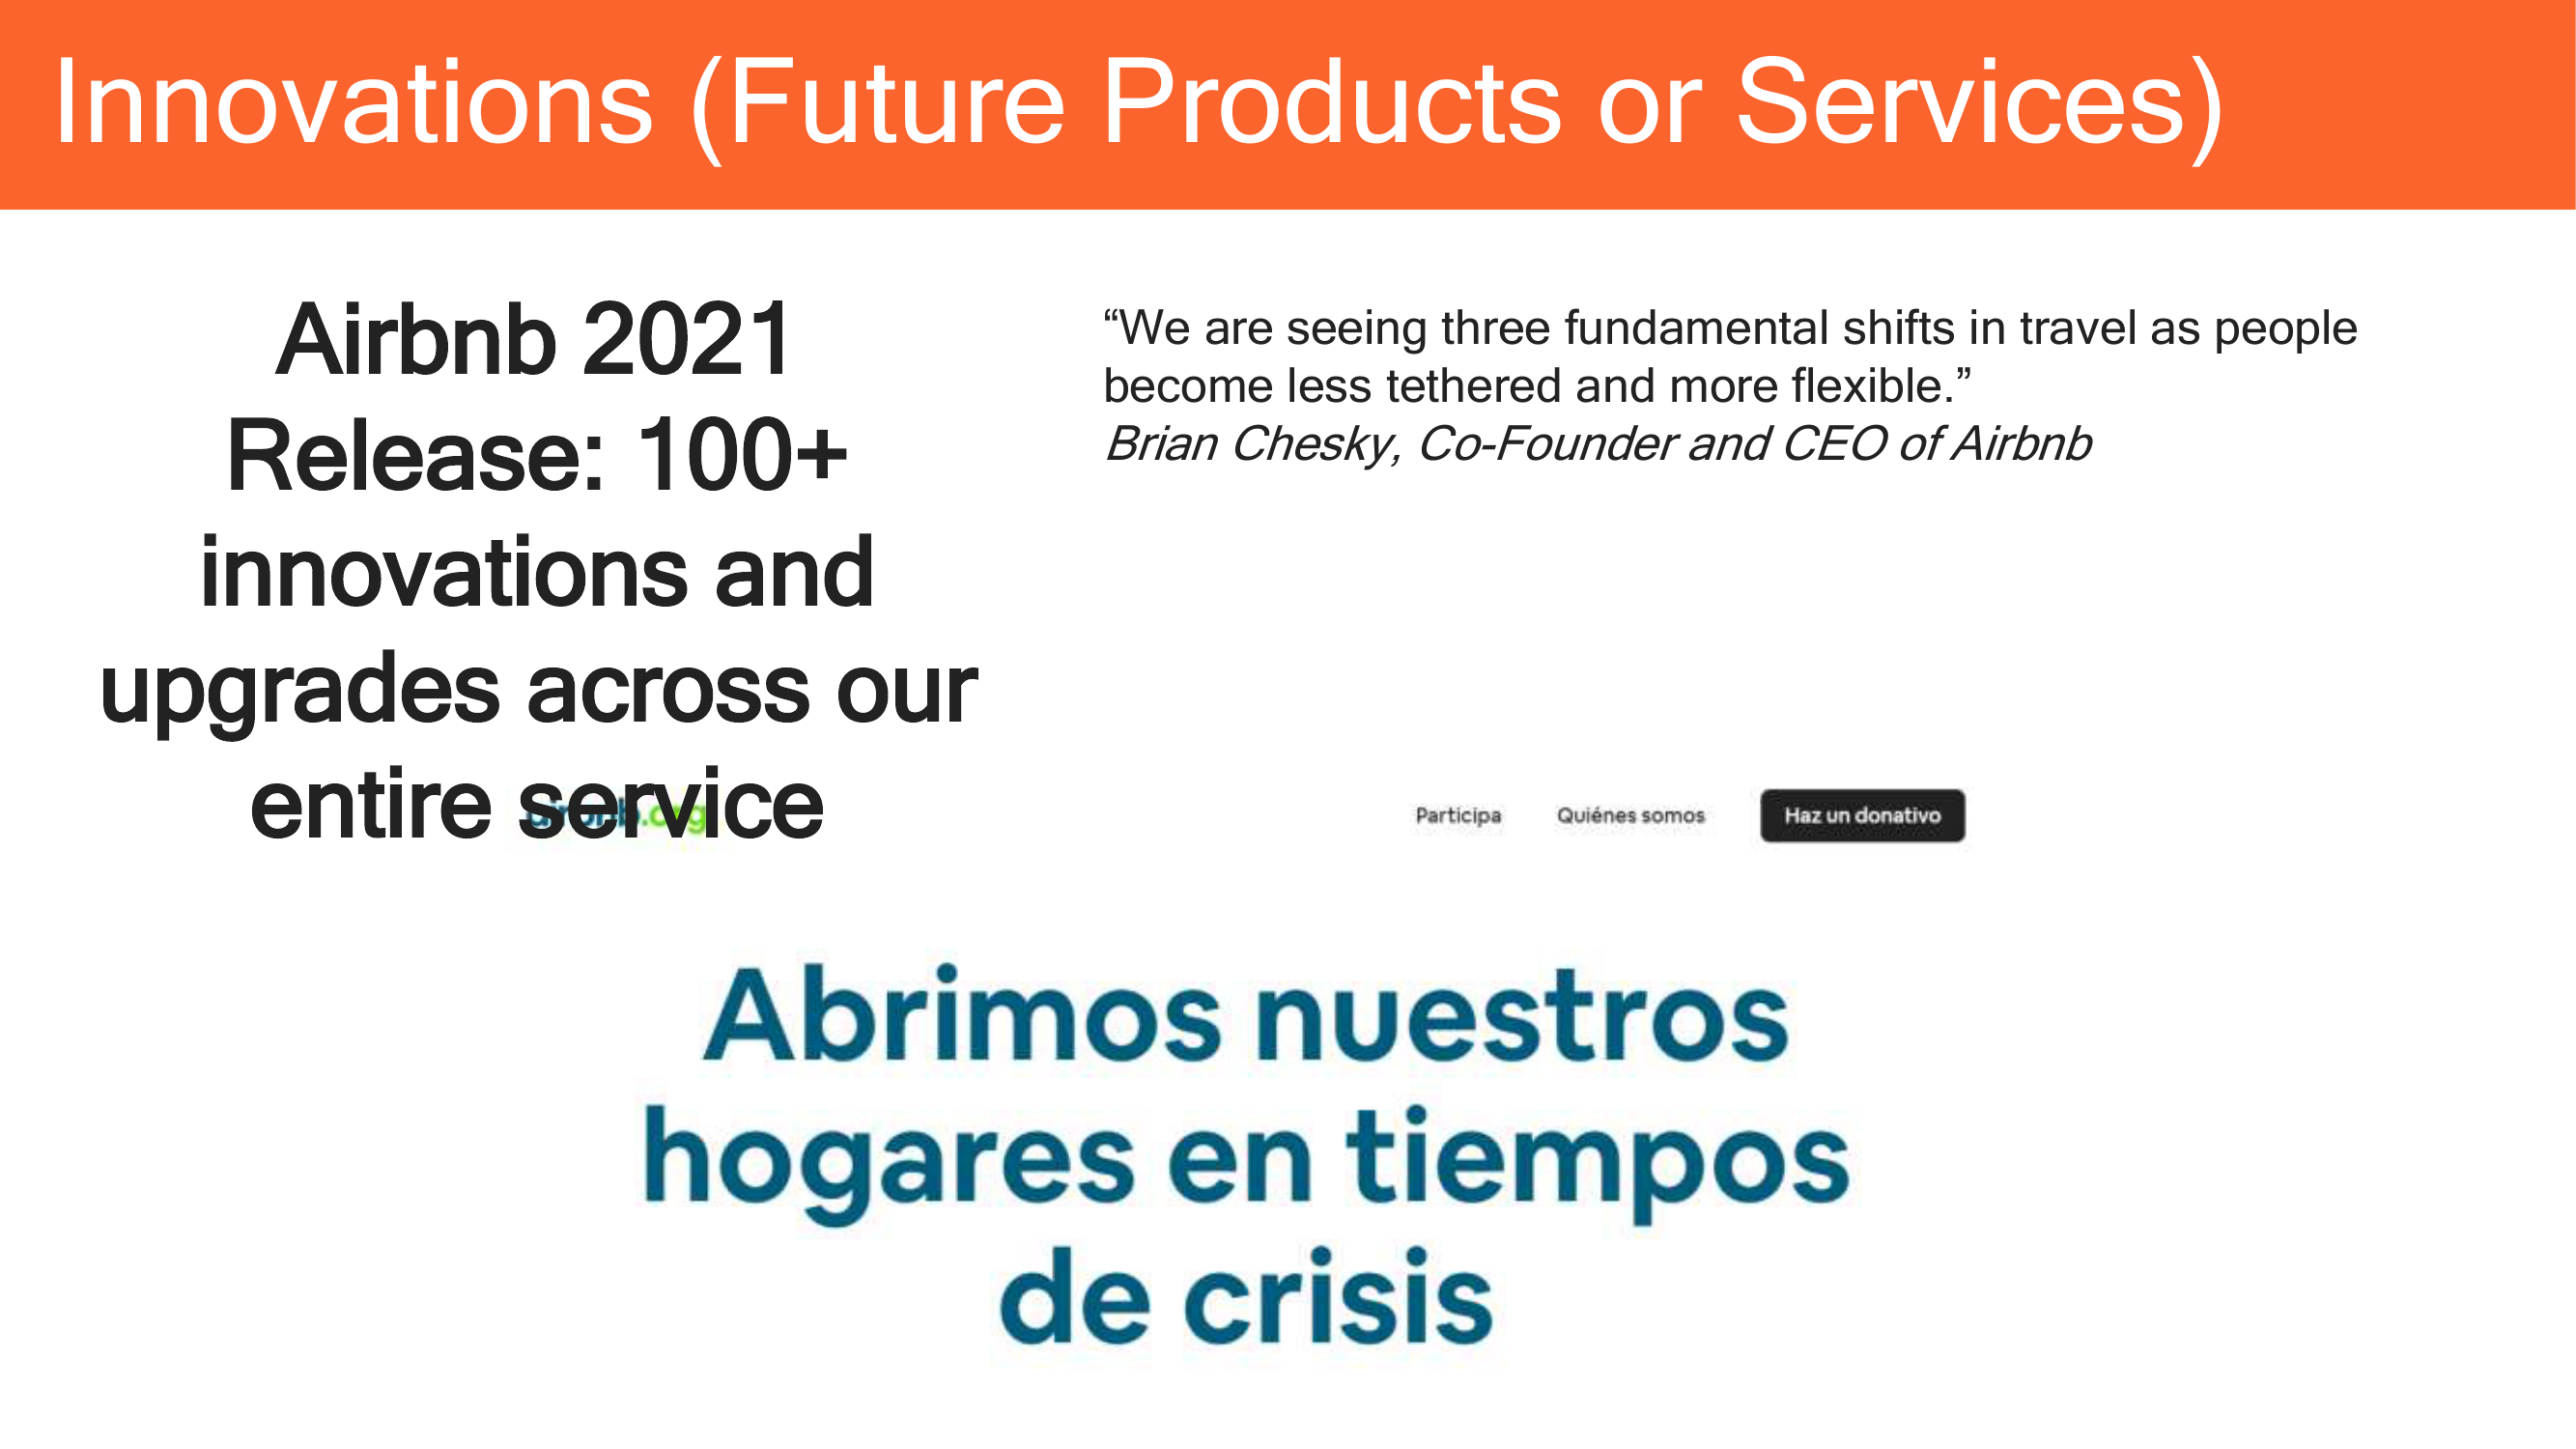 Innovations (Future Products or Services)
Airbnb 2021
Release: 100+
innovations and
upgrades across our
entire service
“We are seeing three fundamental shifts in travel as people
become less tethered and more flexible.”
Brian Chesky, Co-Founder and CEO of Airbnb
airbnb.org
Participa
Quiénes somos
Haz un donativo
Abrimos nuestros
hogares en tiempos
de crisis